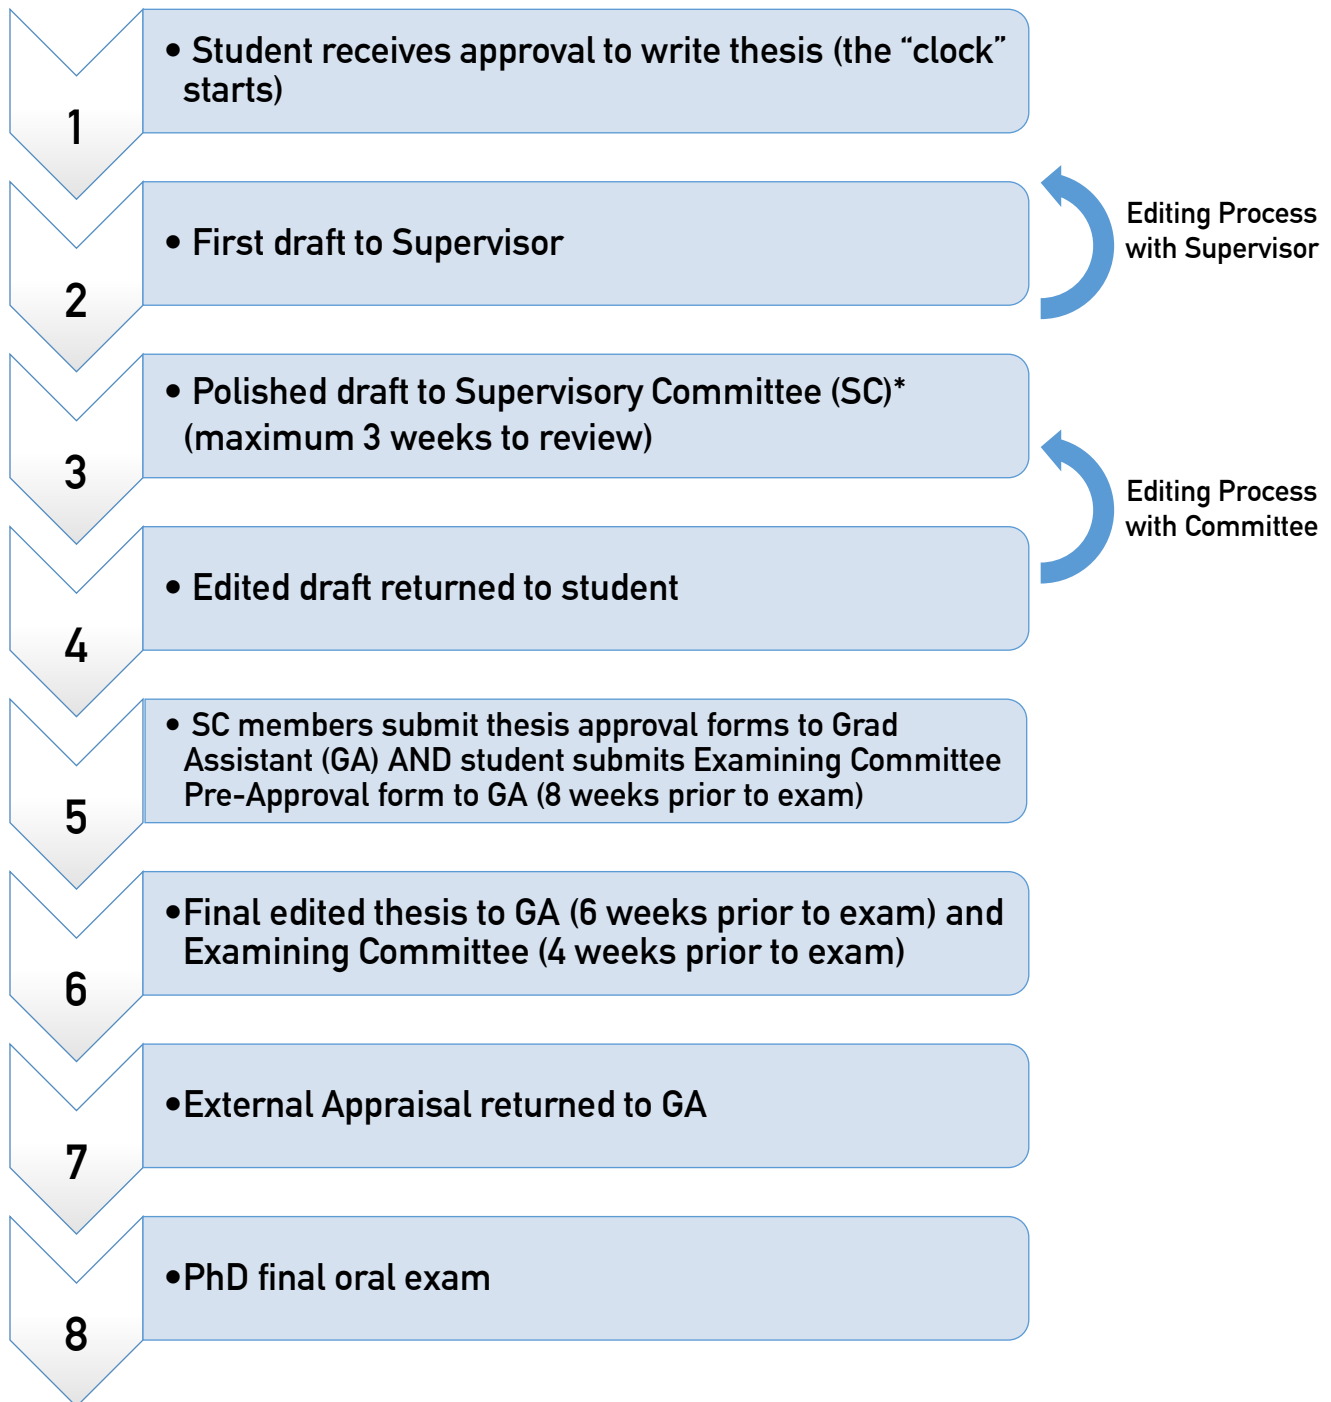 1
• Student receives approval to write thesis (the “clock”
starts)
2
• First draft to Supervisor
Editing Process
with Supervisor
3
• Polished draft to Supervisory Committee (SC)*
(maximum 3 weeks to review)
Editing Process
with Committee
4
• Edited draft returned to student
5
• SC members submit thesis approval forms to Grad
Assistant (GA) AND student submits Examining Committee
Pre-Approval form to GA (8 weeks prior to exam)
6
•Final edited thesis to GA (6 weeks prior to exam) and
Examining Committee (4 weeks prior to exam)
7
•External Appraisal returned to GA
8
•PhD final oral exam